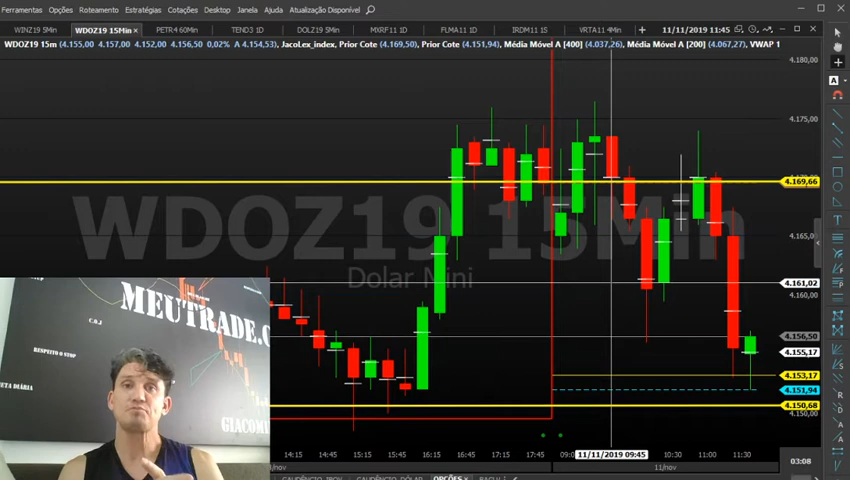 Ferramentas Opções Roteamento Estratégias Cotações Desktop Janela Ajuda Atualização Disponível
WINZ19 5Min WDOZ19 15Min PETR4 60Min TEND3 1D DOLZ19 5Min MXRF11 1D FLMA11 1D IRDM11 15 VRTA11 4Min 11/11/2019 11:45
WDOZ19 15m (4.155,00 4.157,00 4.152,00 4.156,50 0,02% A D 4.154,53), JacoLex_index, Prior Cote (4.169,50), Prior Cote (4.151,94), Média Móvel A [400] (4.037,26), Média Móvel A [200] (4.067,27), VWAP 1
4.180,00
4.175,00
4.169,66
WDOZ19 15Min
4.165,00
Dolar Mini
4.161,02
4.160,00
MEUTRADE.C
C.O.J
4.156,50
RESPEITO O STOP
4.155,17
4.153,17
META DIÁRIA
4.151,94
4.150,68
4.150,00
GIACOMI
14:15 14:45 15:15 15:45 16:15 16:45 17:15 17:45 09:0 11/11/2019 09:45 10:30 11:00 11:30
/nov 11/nov
03:08
OPÇÕES